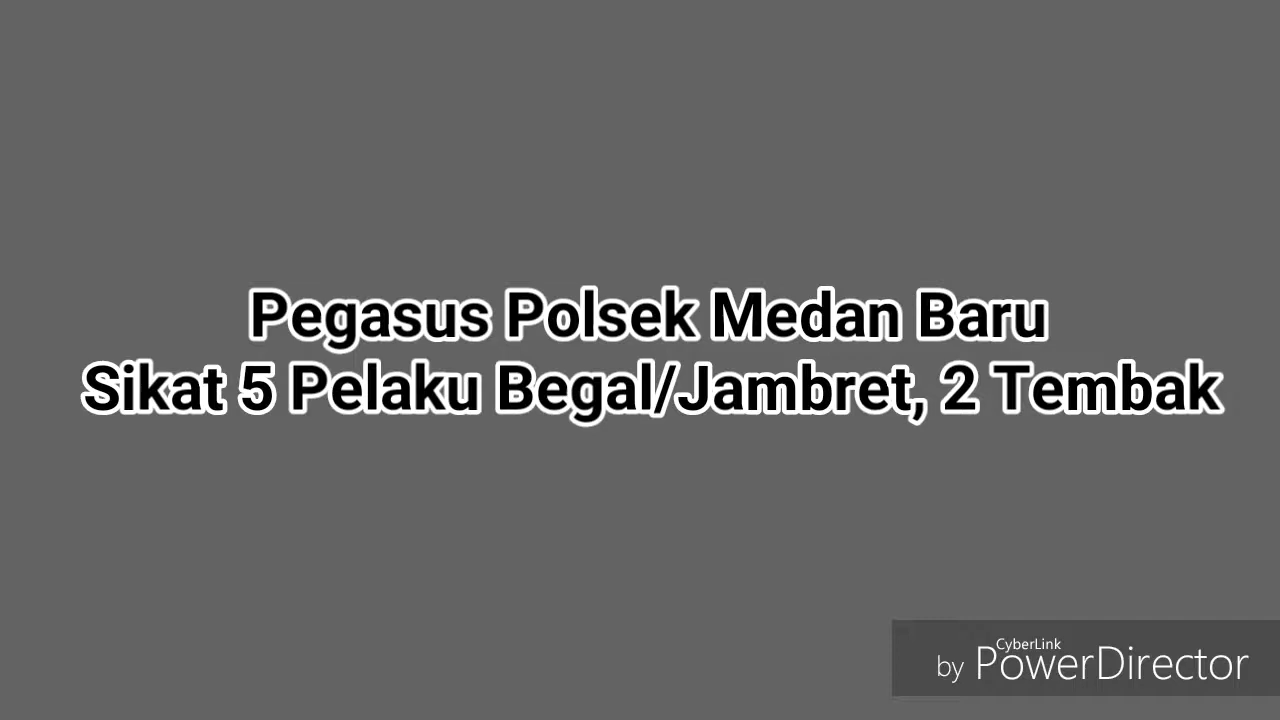 Pegasus Polsek Medan Baru
Sikat 5 Pelaku Begal/Jambret, 2 Tembak
CyberLink
by PowerDirector